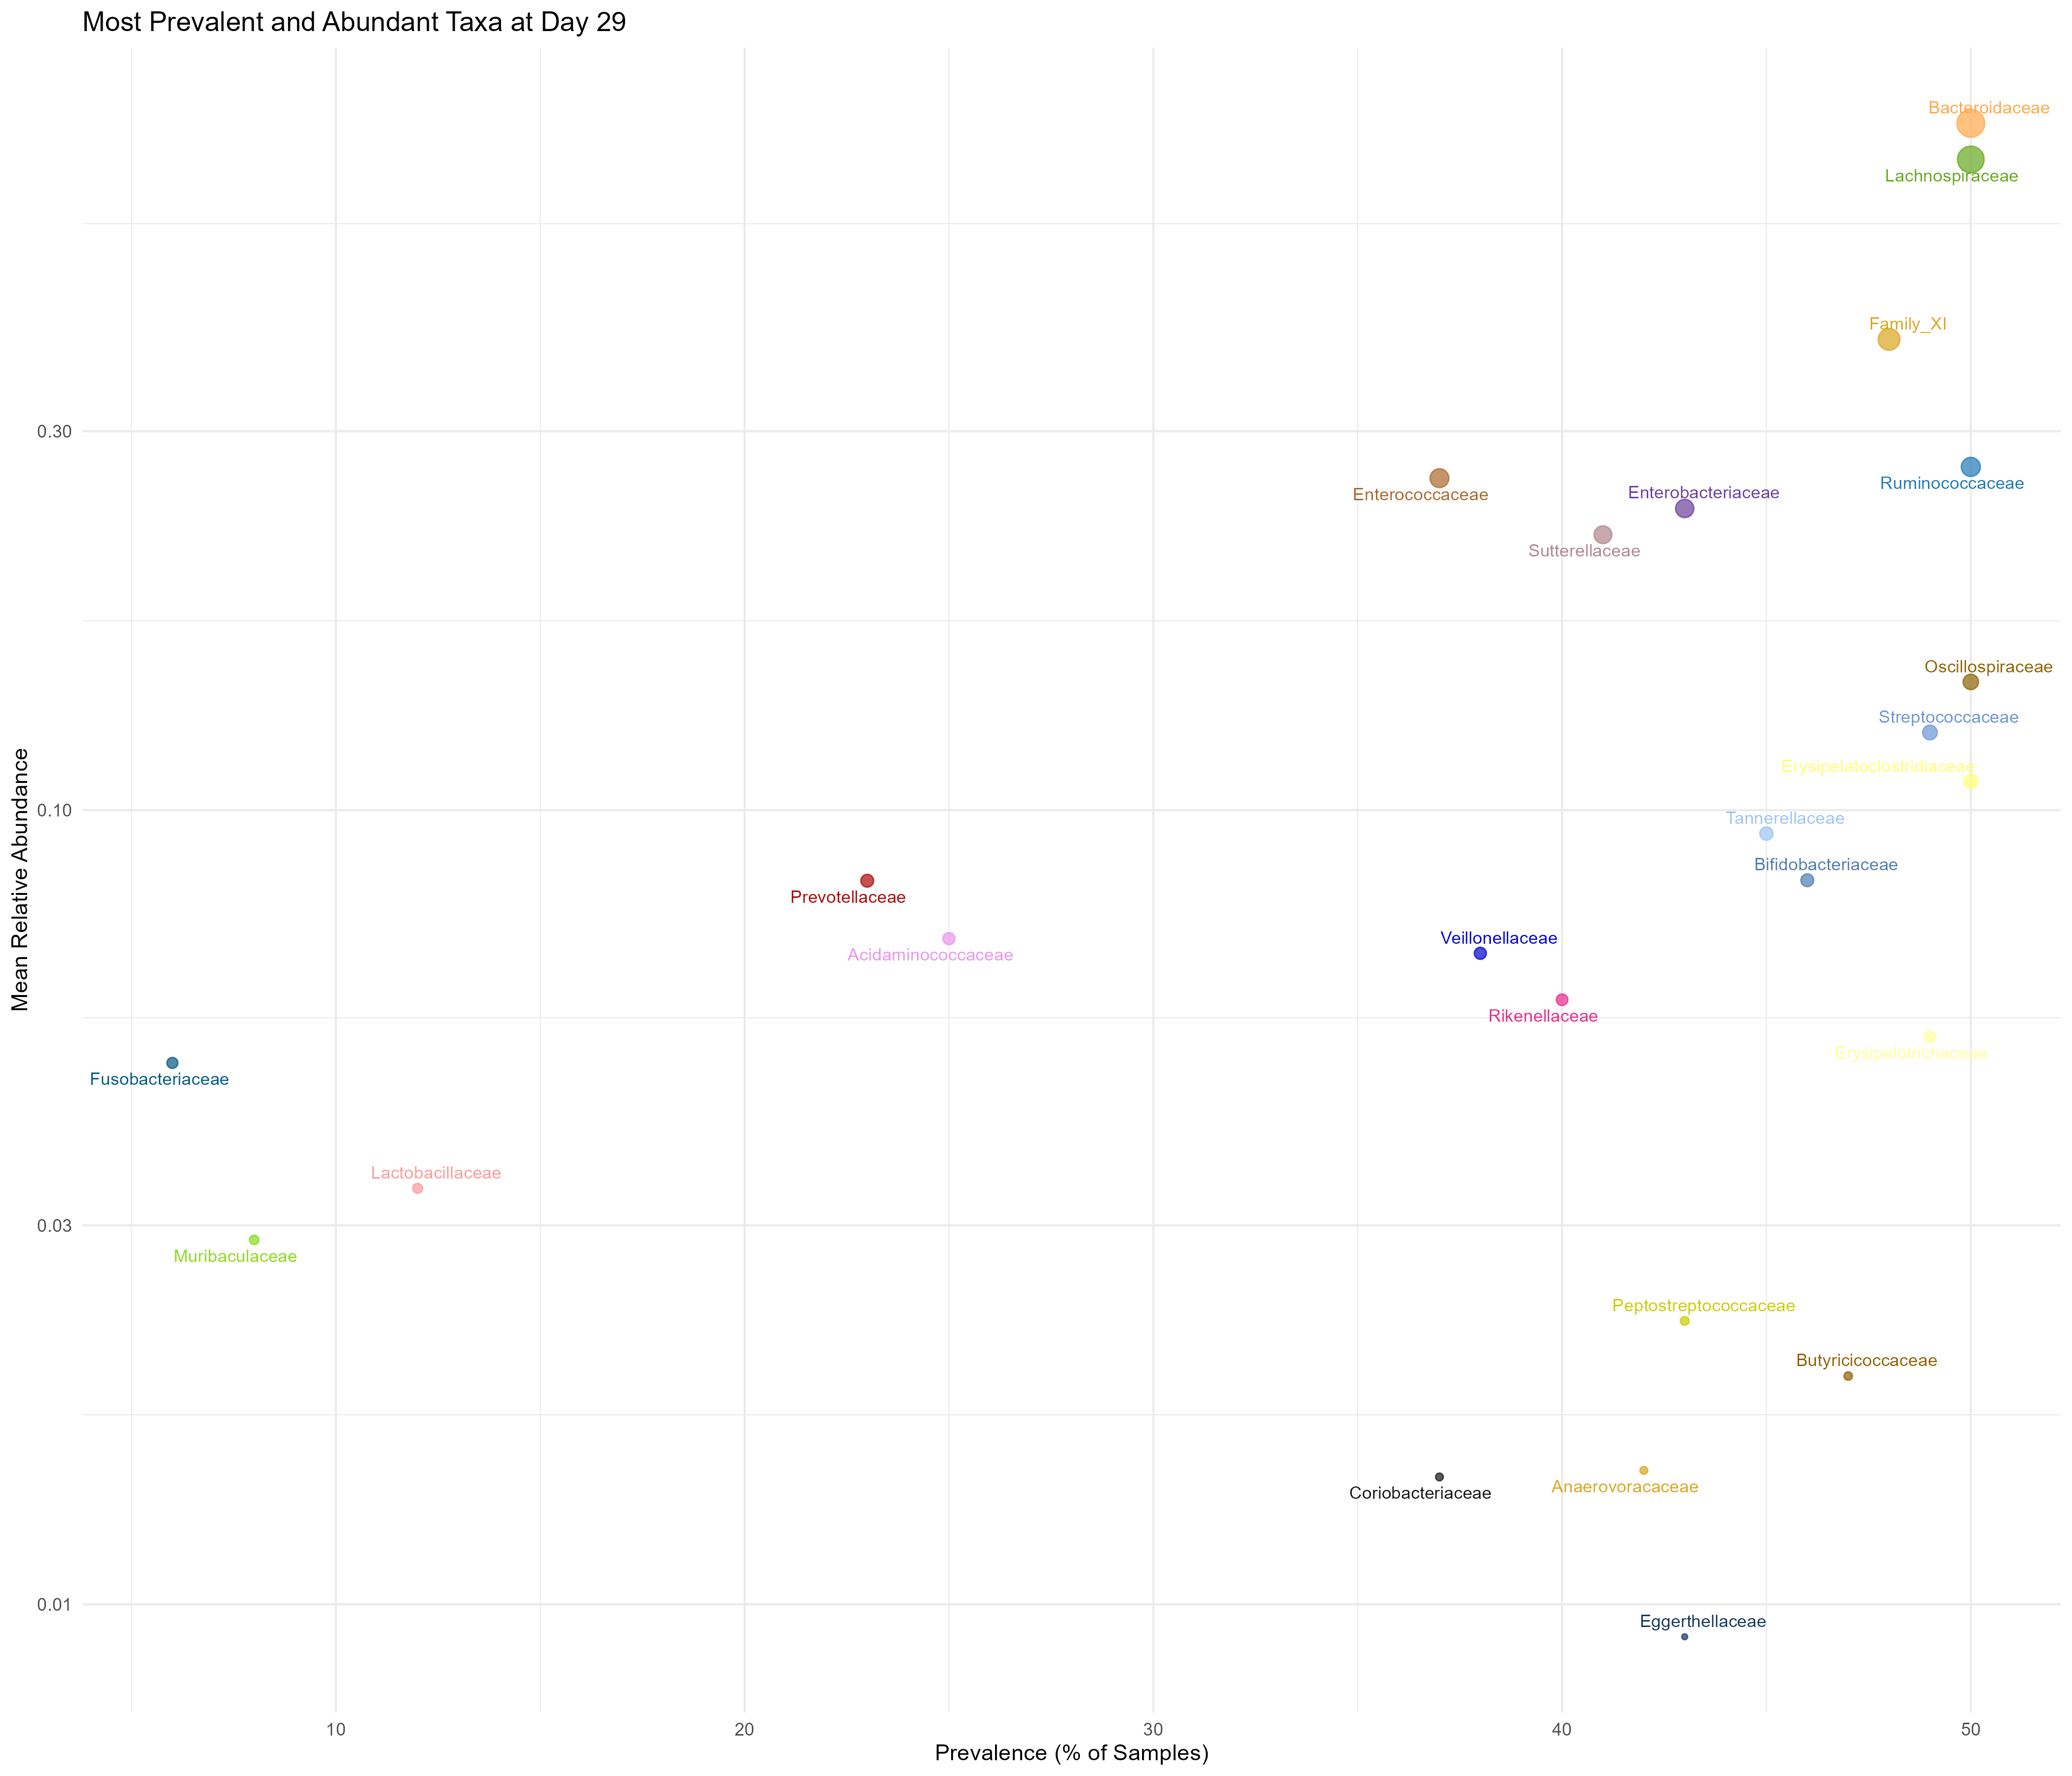 Most Prevalent and Abundant Taxa at Day 29
Bacteroidaceae
Lachnospiraceae
Family_XI
0.30
Ruminococcaceae
Enterobacteriaceae
Enterococcaceae
Sutterellaceae
Oscillospiraceae
Streptococcaceae
Erysipelatoclostridiaceae
0.10
Tannerellaceae
Bifidobacteriaceae
Prevotellaceae
Veillonellaceae
Acidaminococcaceae
Mean Relative Abundance
Rikenellaceae
Erysipelotrichaceae
Fusobacteriaceae
Lactobacillaceae
0.03
Muribaculaceae
Peptostreptococcaceae
Butyricicoccaceae
Anaerovoracaceae
Coriobacteriaceae
0.01
Eggerthellaceae
10 20 30 40 50
Prevalence (% of Samples)